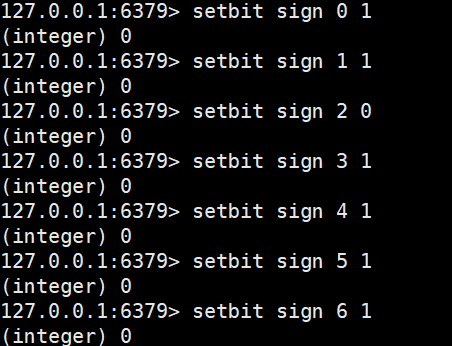 127.0.0.1:6379> setbit sign 0 1
(integer) 0
127.0.0.1:6379> setbit sign 1 1
(integer) 0
127.0.0.1:6379> setbit sign 2 0
(integer) 0
127.0.0.1:6379> setbit sign 3 1
(integer) 0
127.0.0.1:6379> setbit sign 4 1
(integer) 0
127.0.0.1:6379> setbit sign 5 1
(integer) 0
127.0.0.1:6379> setbit sign 6 1
(integer) 0